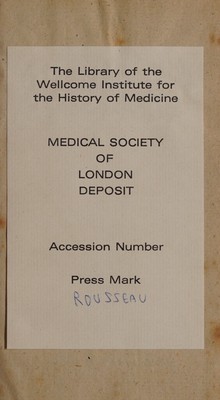 The Library of the
Wellcome Institute for
the History of Medicine
MEDICAL SOCIETY
OF
LONDON
DEPOSIT
Accession Number
Press Mark
ROUSSEAU